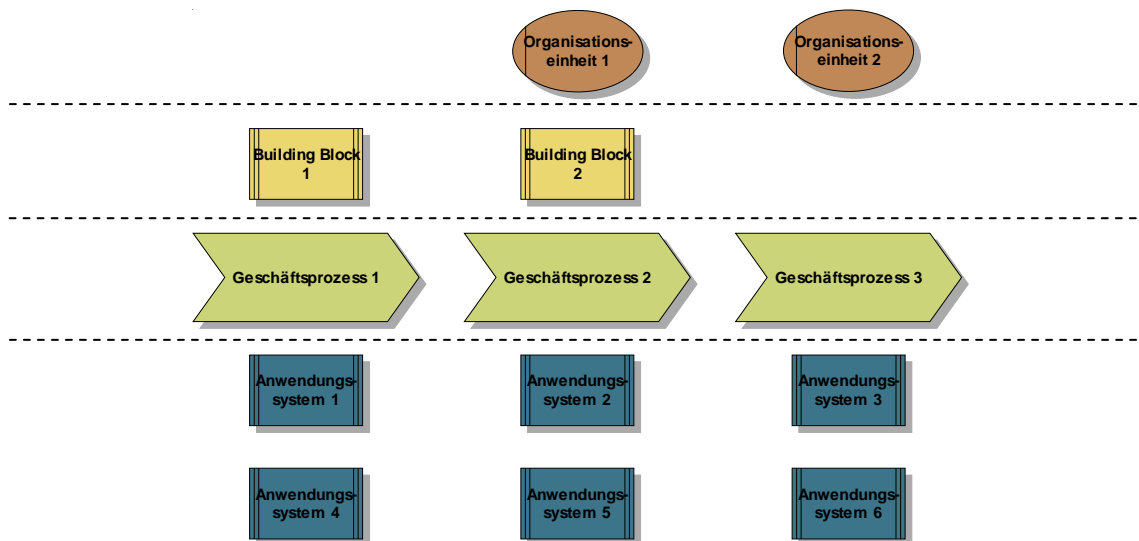 Organisations-
einheit 1
Organisations-
einheit 2
Building Block
1
Building Block
2
Geschäftsprozess 1
Geschäftsprozess 2
Geschäftsprozess 3
Anwendungs-
system 1
Anwendungs-
system 2
Anwendungs-
system 3
Anwendungs-
system 4
Anwendungs-
system 5
Anwendungs-
system 6